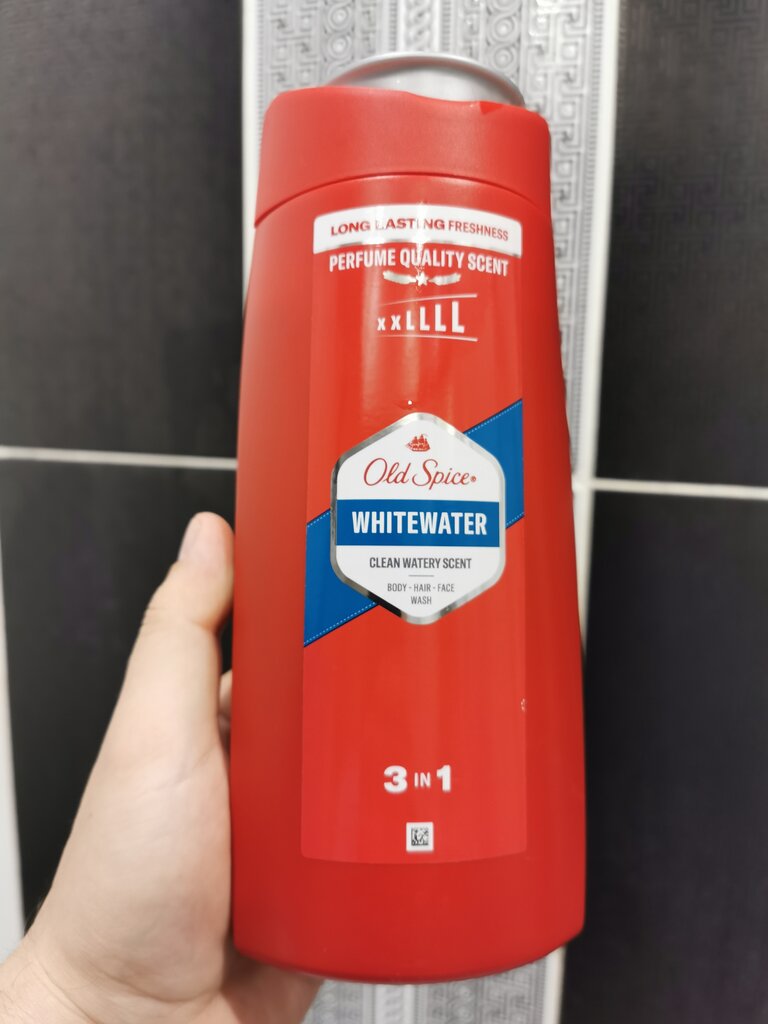 LONG LASTING FRESHNESS
PERFUME QUALITY SCENT
xxLLLL
Old Spice®
WHITEWATER
CLEAN WATERY SCENT
BODY - HAIR - FACE
WASH
3 IN 1